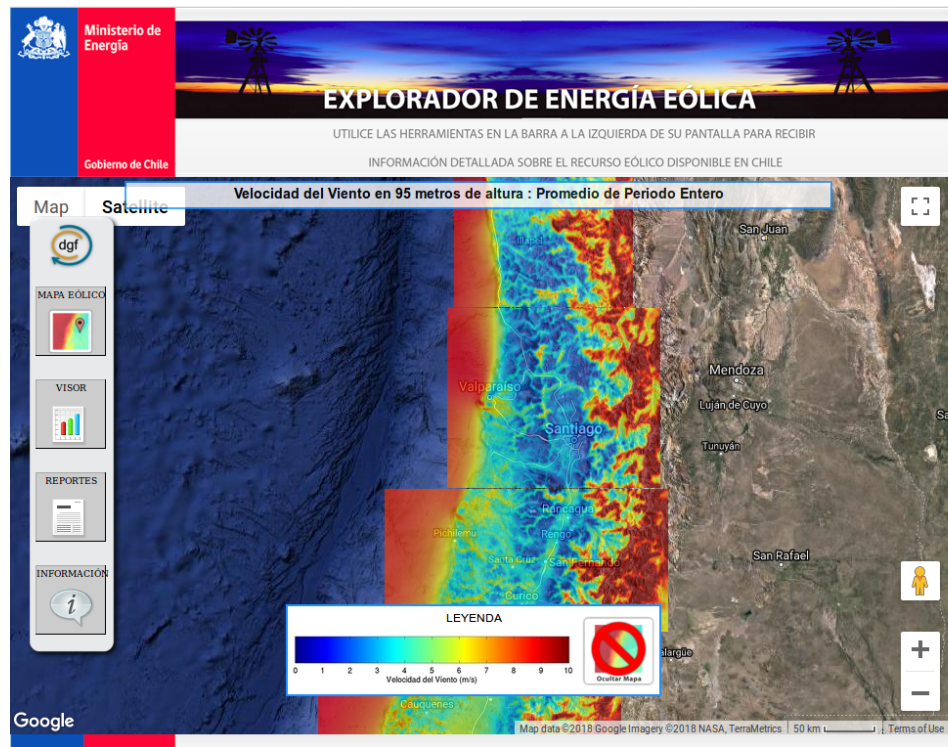 Ministerio de
Energía
Gobierno de Chile
EXPLORADOR DE ENERGÍA EÓLICA
UTILICE LAS HERRAMIENTAS EN LA BARRA A LA IZQUIERDA DE SU PANTALLA PARA RECIBIR
INFORMACIÓN DETALLADA SOBRE EL RECURSO EÓLICO DISPONIBLE EN CHILE
Velocidad del Viento en 95 metros de altura : Promedio de Periodo Entero
Map
Satellite
dgf
MAPA EÓLICO
VISOR
REPORTES
INFORMACIÓN
San Juan
Mendoza
Luján de Cuyo
Tunuyán
San Rafael
Valparaíso
Santiago
Rancagua
Pichilemu
Rengo
Santa Cruz
San Fernando
Curicó
Cauquenes
LEYENDA
0 1 2 3 4 5 6 7 8 9 10
Velocidad del Viento (m/s)
Ocultar Mapa
Google
Map data ©2018 Google Imagery ©2018 NASA, TerraMetrics
50 km
Terms of Use